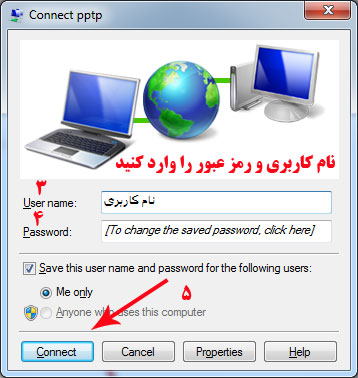 Connect pptp
نام کاربری و رمز عبور را وارد کنید
۳
User name: نام کاربری
۴
Password: [To change the saved password, click here]
Save this user name and password for the following users:
Me only ۵
Anyone who uses this computer
Connect Cancel Properties Help